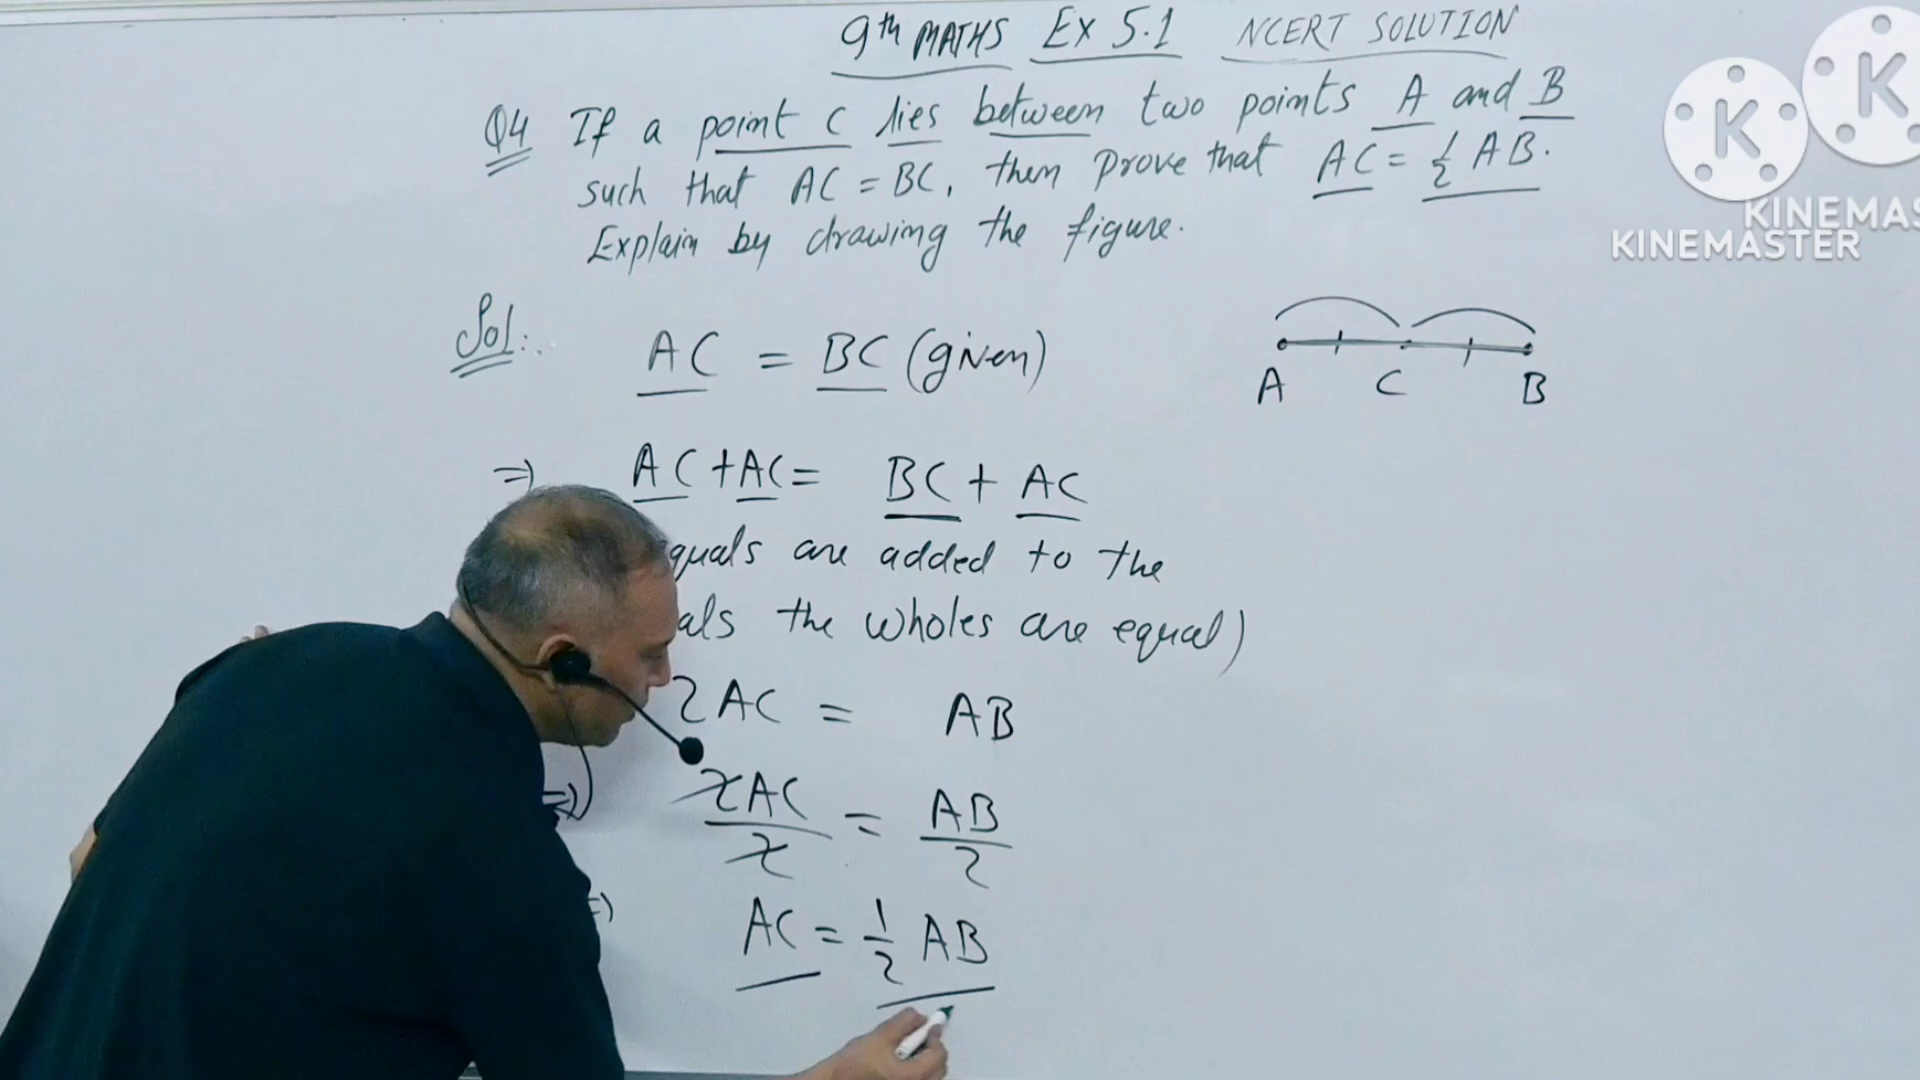 9th MATHS Ex 5.1 NCERT SOLUTION
Q4 If a point C lies between two points A and B
such that AC = BC, then prove that AC = 1/2 AB.
Explain by drawing the figure.
K K
KINEMASTER
KINEMAS
Sol:
AC = BC (given)
A C B
=) AC + AC = BC + AC
quals are added to the
als the wholes are equal)
2AC = AB
=) 2AC/2 = AB/2
=) AC = 1/2 AB